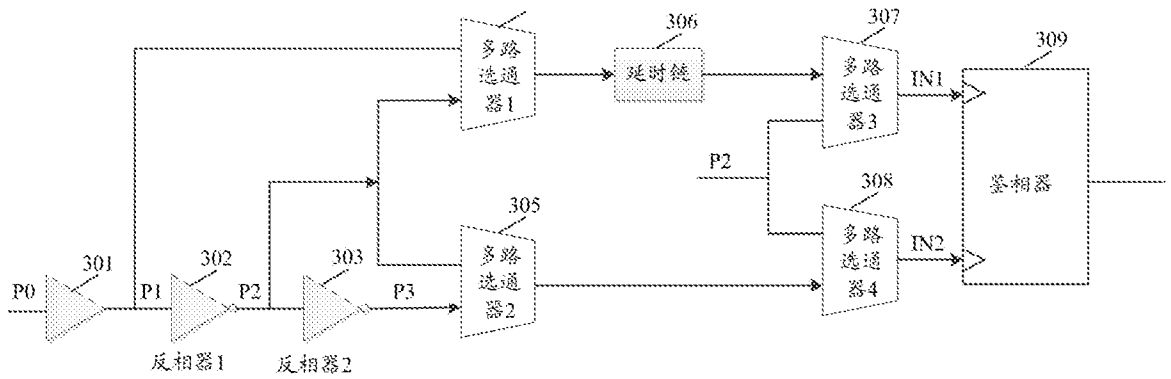 306
307
309
多路选通器1
延时链
多路选通器3
IN1
P2
鉴相器
308
305
多路选通器2
多路选通器4
IN2
301
302
303
P0
P1
P2
P3
反相器1
反相器2